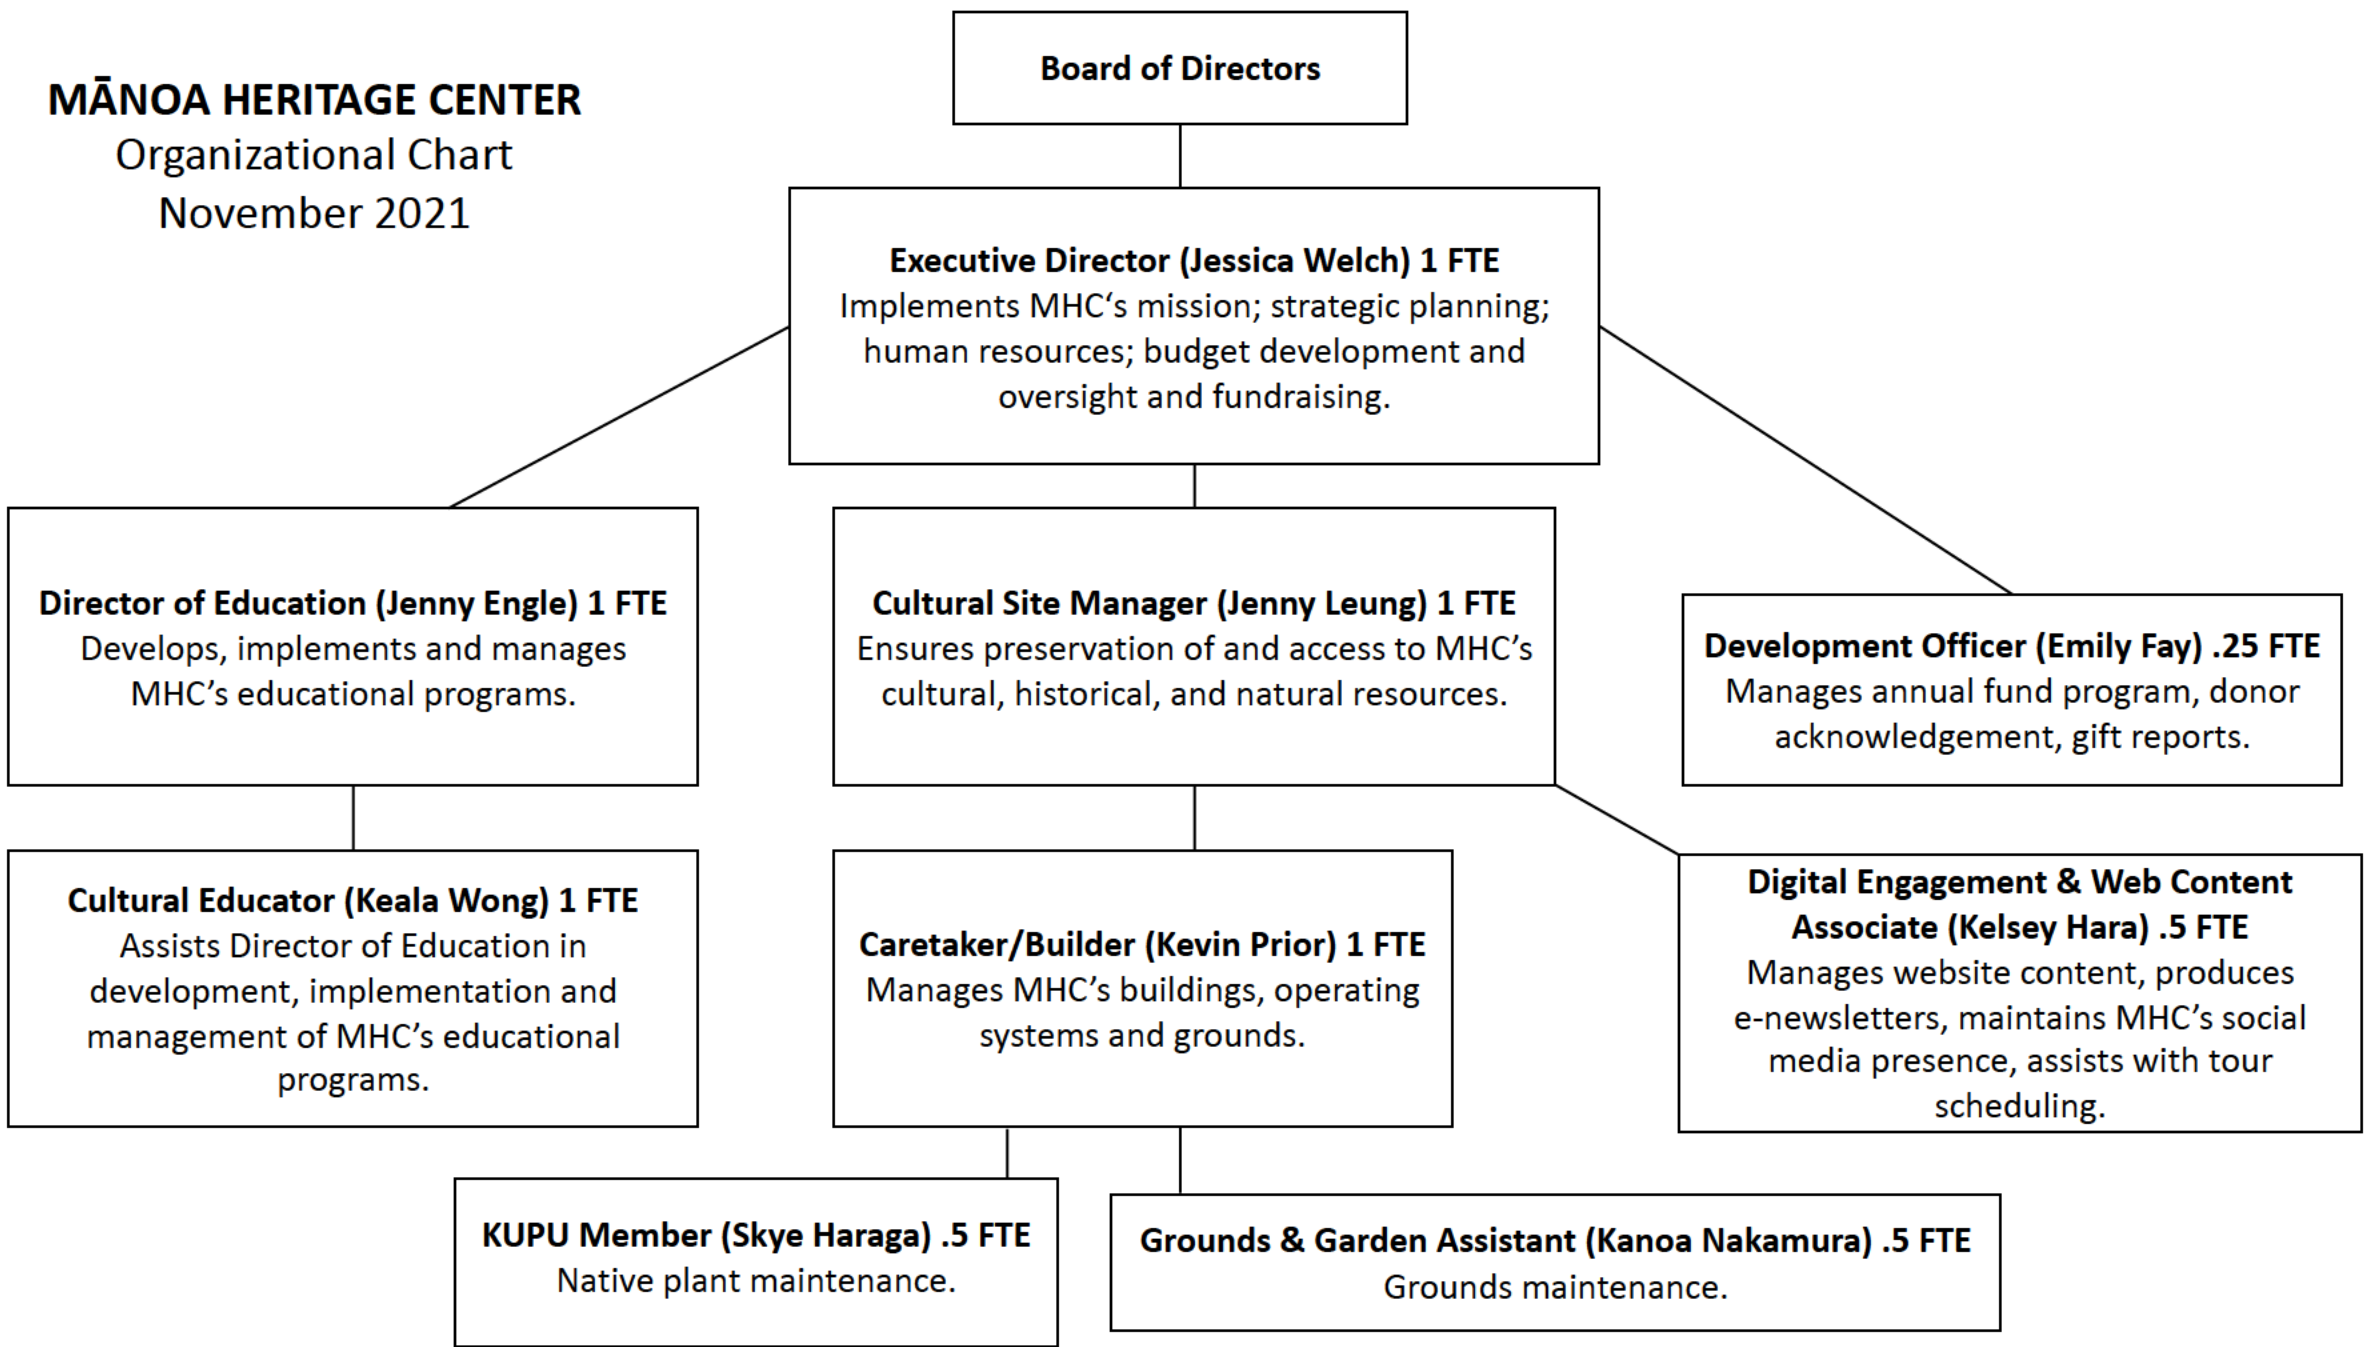 MĀNOA HERITAGE CENTER
Organizational Chart
November 2021
Board of Directors
Executive Director (Jessica Welch) 1 FTE
Implements MHC‘s mission; strategic planning;
human resources; budget development and
oversight and fundraising.
Director of Education (Jenny Engle) 1 FTE
Develops, implements and manages
MHC’s educational programs.
Cultural Site Manager (Jenny Leung) 1 FTE
Ensures preservation of and access to MHC’s
cultural, historical, and natural resources.
Development Officer (Emily Fay) .25 FTE
Manages annual fund program, donor
acknowledgement, gift reports.
Cultural Educator (Keala Wong) 1 FTE
Assists Director of Education in
development, implementation and
management of MHC’s educational
programs.
Caretaker/Builder (Kevin Prior) 1 FTE
Manages MHC’s buildings, operating
systems and grounds.
Digital Engagement & Web Content
Associate (Kelsey Hara) .5 FTE
Manages website content, produces
e-newsletters, maintains MHC’s social
media presence, assists with tour
scheduling.
KUPU Member (Skye Haraga) .5 FTE
Native plant maintenance.
Grounds & Garden Assistant (Kanoa Nakamura) .5 FTE
Grounds maintenance.